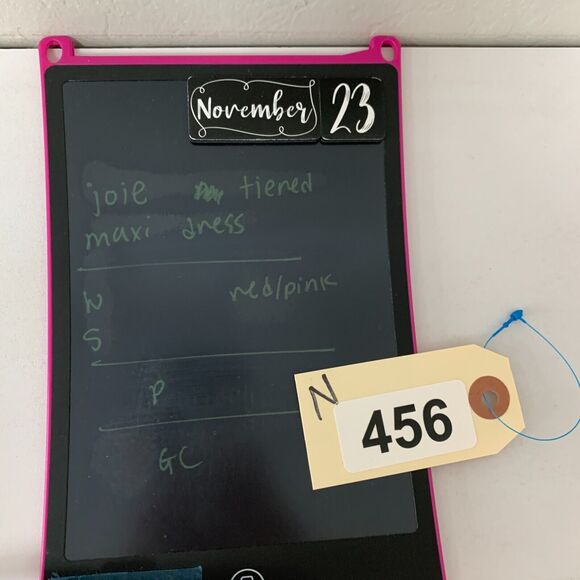 November 23
joie tiered
maxi dress
N red/pink
S
P
GC
N
456